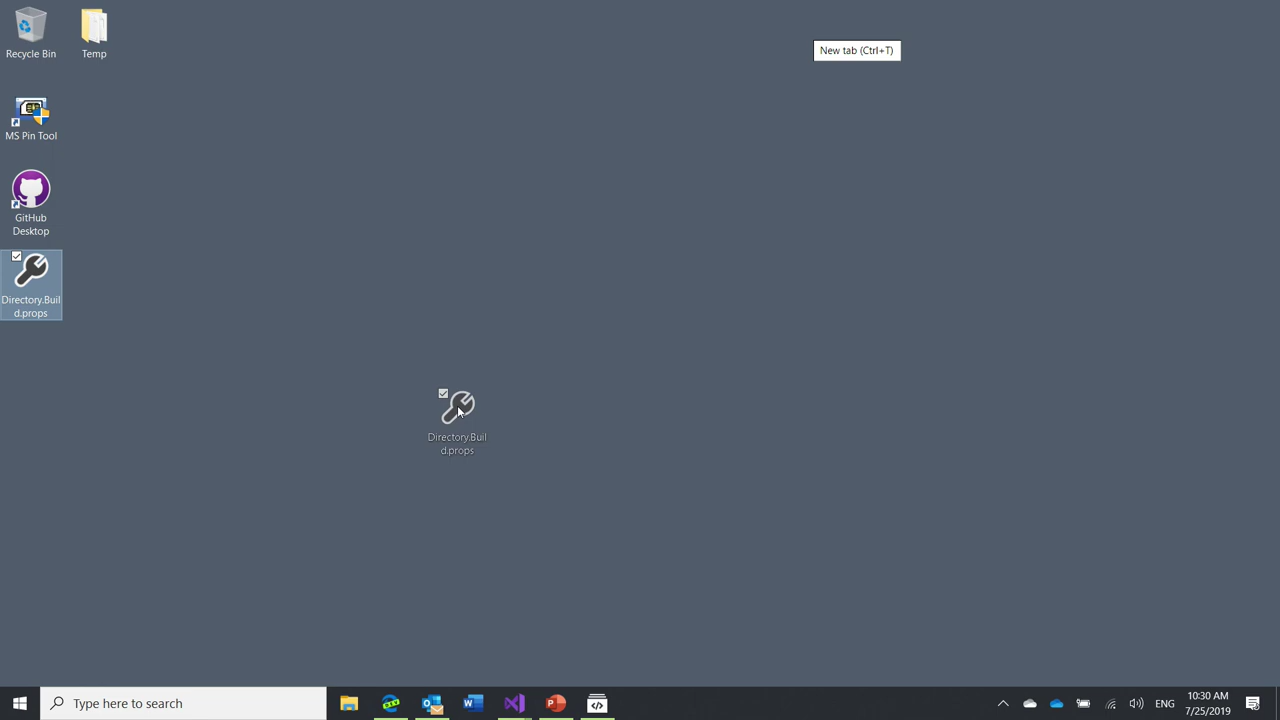 Recycle Bin
Temp
New tab (Ctrl+T)
MS Pin Tool
GitHub
Desktop
Directory.Buil
d.props
Directory.Buil
d.props
Type here to search
ENG
10:30 AM
7/25/2019